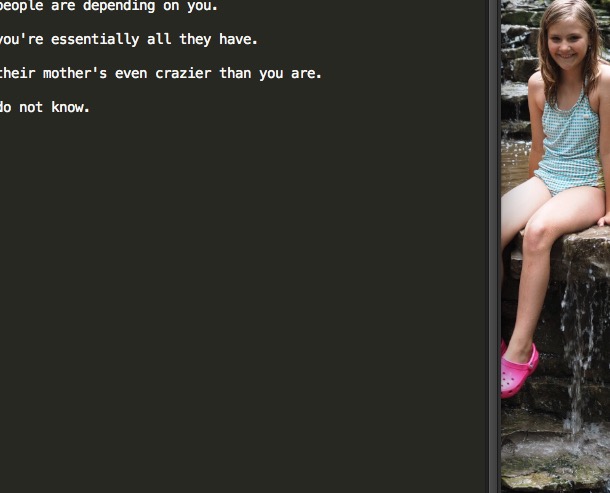 people are depending on you.
you're essentially all they have.
their mother's even crazier than you are.
do not know.